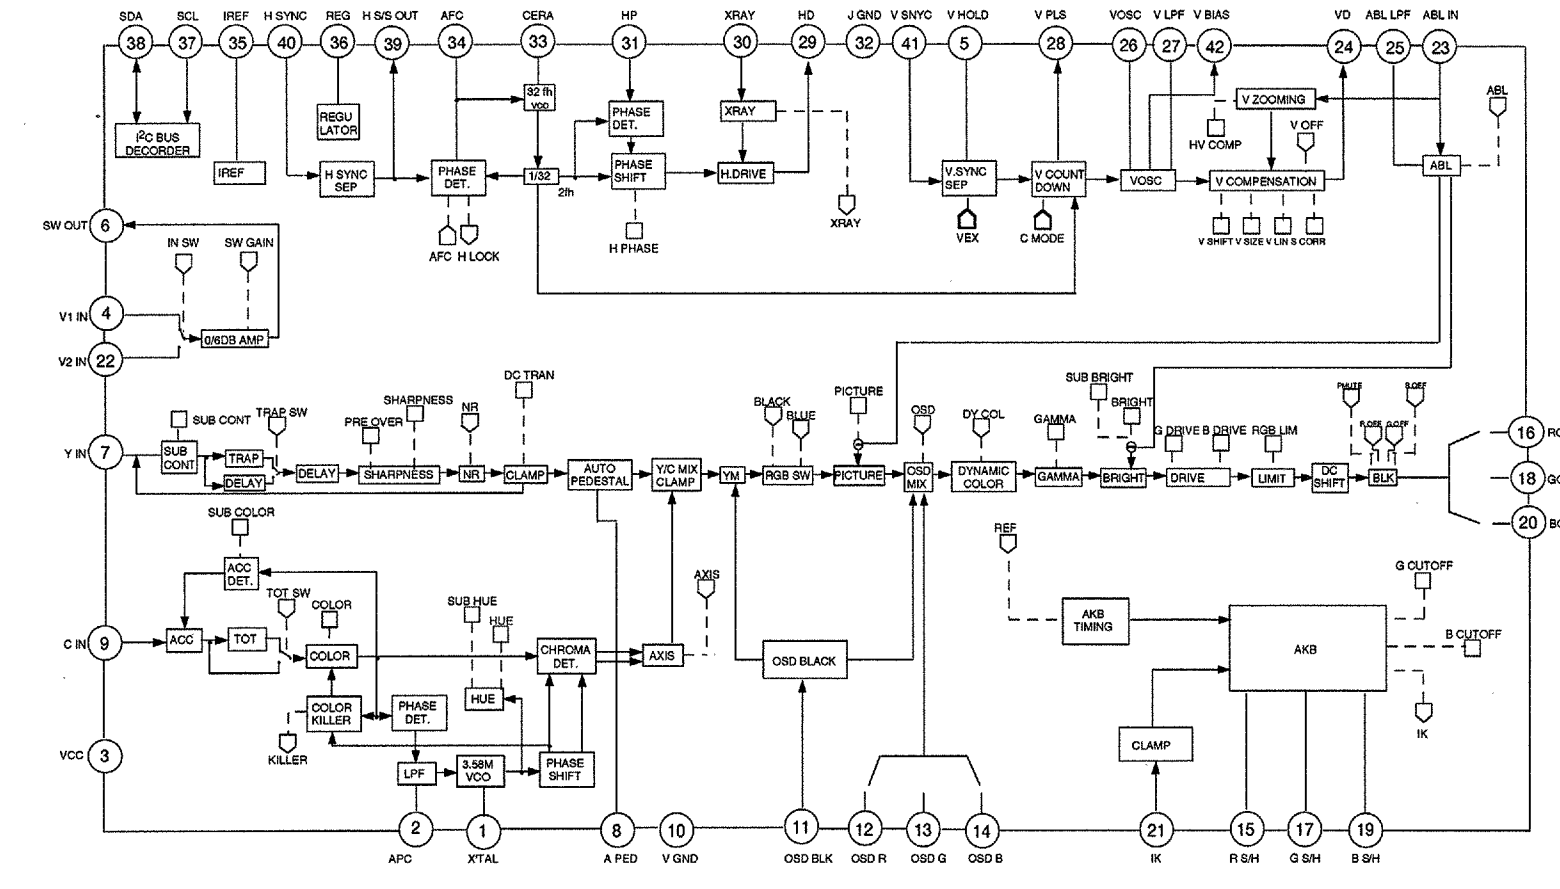 SDA SCL IREF H SYNC REG H S/S OUT AFC CERA HP XRAY HD J GND V SNYC V HOLD V PLS VOSC V LPF V BIAS VD ABL LPF ABL IN
38 37 35 40 36 39 34 33 31 30 29 32 41 5 28 26 27 42 24 25 23
I²C BUS
DECORDER
IREF
REGU
LATOR
H SYNC
SEP
PHASE
DET.
AFC H LOCK
32 fh
VCO
1/32
2fh
PHASE
DET.
PHASE
SHIFT
H PHASE
XRAY
H.DRIVE
XRAY
V.SYNC
SEP
VEX
V COUNT
DOWN
C MODE
VOSC
V ZOOMING
HV COMP
V OFF
V COMPENSATION
V SHIFT V SIZE V LIN S CORR
ABL
ABL
SW OUT 6
IN SW SW GAIN
V1 IN 4
0/6DB AMP
V2 IN 22
Y IN 7
SUB CONT
SUB
CONT
TRAP SW
TRAP
DELAY
DELAY
PRE OVER
SHARPNESS
SHARPNESS
NR
NR
DC TRAN
CLAMP
AUTO
PEDESTAL
Y/C MIX
CLAMP
YM
BLACK
BLUE
RGB SW
PICTURE
PICTURE
OSD
OSD
MIX
DY COL
DYNAMIC
COLOR
GAMMA
GAMMA
SUB BRIGHT
BRIGHT
BRIGHT
G DRIVE B DRIVE
DRIVE
RGB LIM
LIMIT
DC
SHIFT
PMUTE
R.OFF
G.OFF
B.OFF
BLK
16 RO
18 GO
20 BO
SUB COLOR
ACC
DET.
C IN 9
ACC
TOT
TOT SW
COLOR
COLOR
COLOR
KILLER
KILLER
PHASE
DET.
LPF
3.58M
VCO
PHASE
SHIFT
SUB HUE
HUE
HUE
CHROMA
DET.
AXIS
AXIS
OSD BLACK
REF
AKB
TIMING
AKB
G CUTOFF
B CUTOFF
IK
CLAMP
VCC 3
2 1 8 10 11 12 13 14 21 15 17 19
APC X'TAL A PED V GND OSD BLK OSD R OSD G OSD B IK R S/H G S/H B S/H